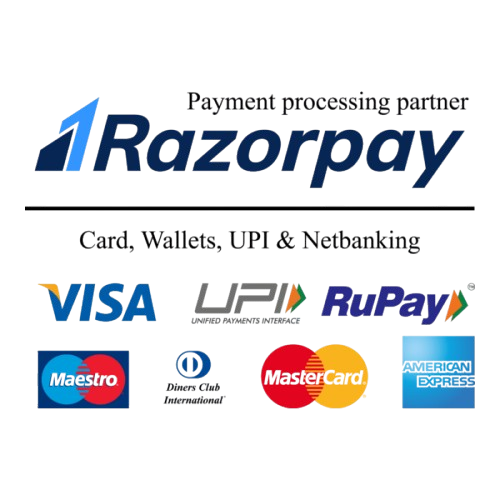 Payment processing partner
Razorpay
Card, Wallets, UPI & Netbanking
VISA
UPI
UNIFIED PAYMENTS INTERFACE
RuPay
TM
Maestro
Diners Club
International
MasterCard
AMERICAN
EXPRESS